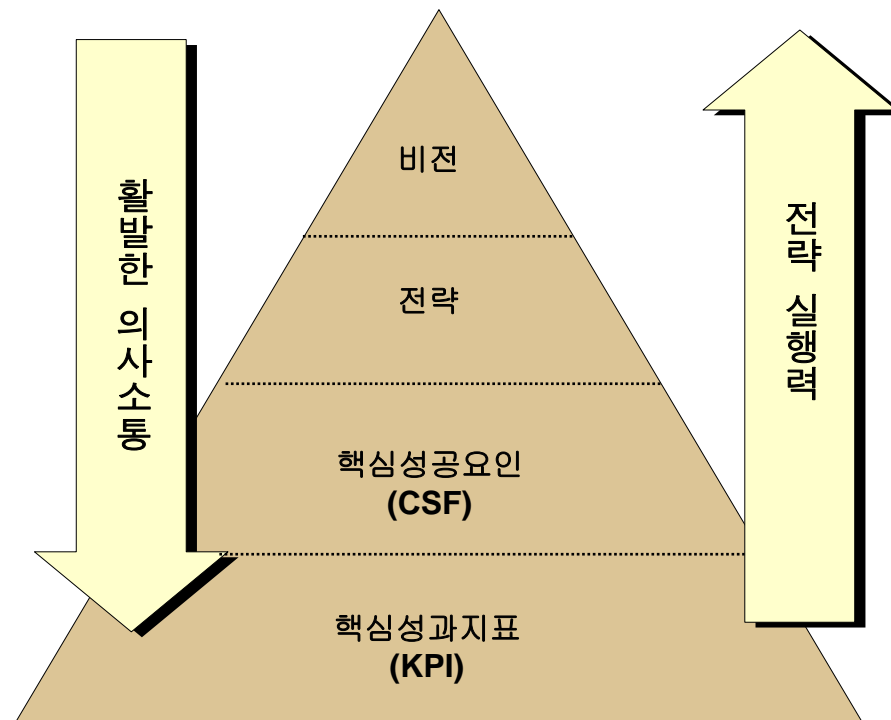 활발한 의사소통
비전
전략
핵심성공요인
(CSF)
핵심성과지표
(KPI)
전략 실행력